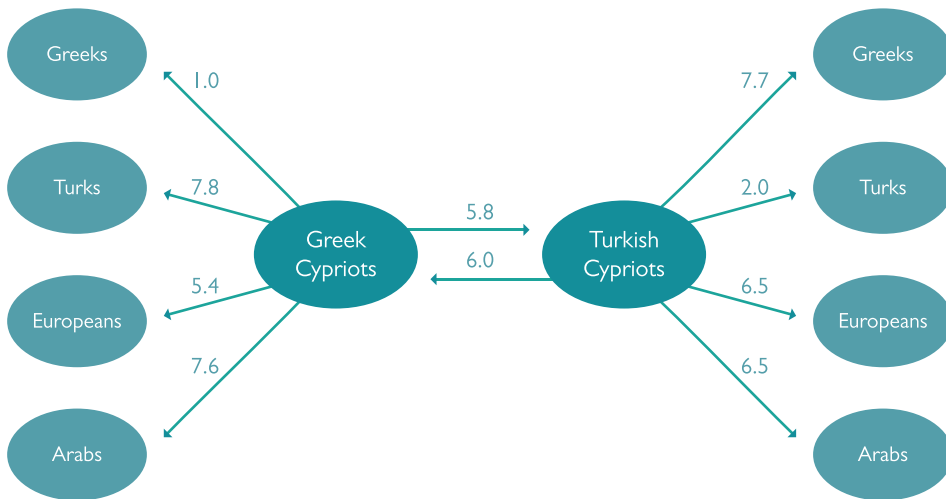 Greeks
1.0
7.7
Greeks
Turks
7.8
2.0
Turks
5.8
Greek
Cypriots
Turkish
Cypriots
6.0
Europeans
5.4
6.5
Europeans
7.6
6.5
Arabs
Arabs